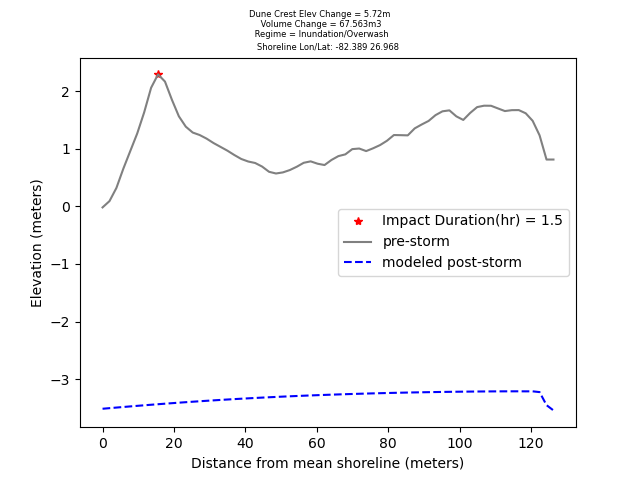 Dune Crest Elev Change = 5.72m
Volume Change = 67.563m3
Regime = Inundation/Overwash
Shoreline Lon/Lat: -82.389 26.968
2
1
0
−1
−2
−3
Elevation (meters)
Impact Duration(hr) = 1.5
pre-storm
modeled post-storm
0 20 40 60 80 100 120
Distance from mean shoreline (meters)